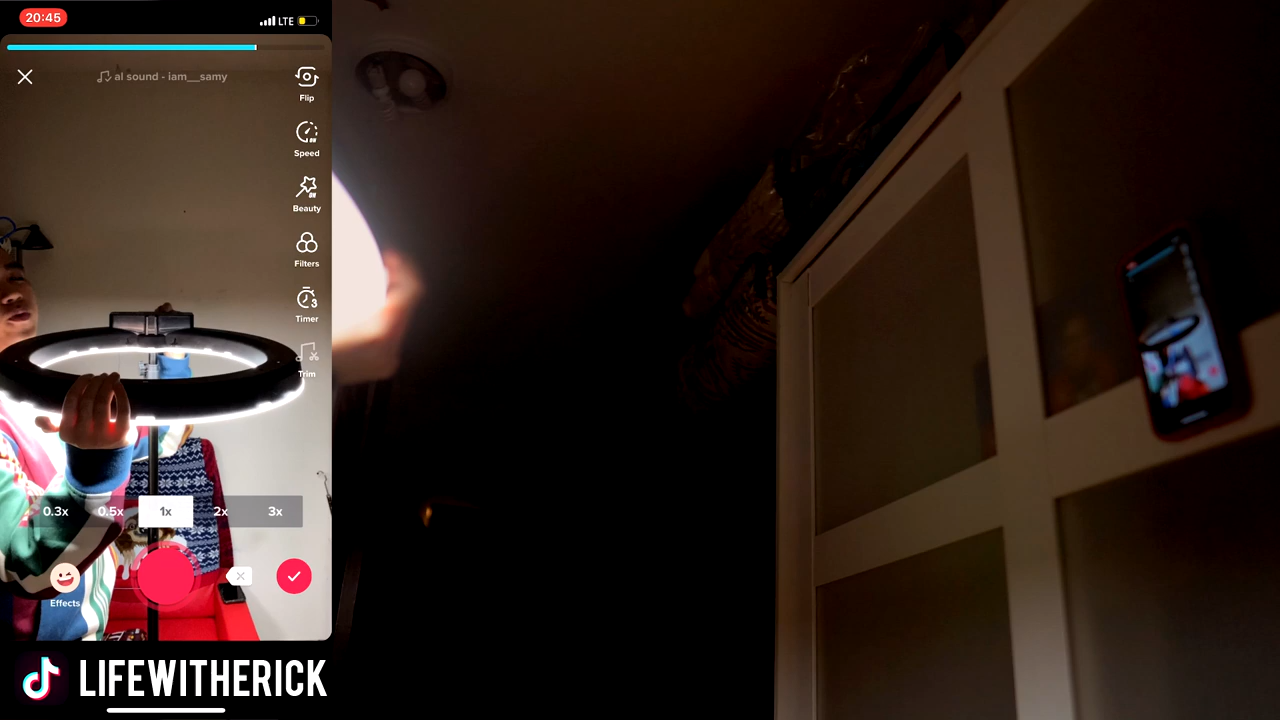 20:45
LTE
al sound - iam__samy
Flip
Speed
Beauty
Filters
3
Timer
Trim
0.3x 0.5x 1x 2x 3x
Effects
LIFEWITHERICK